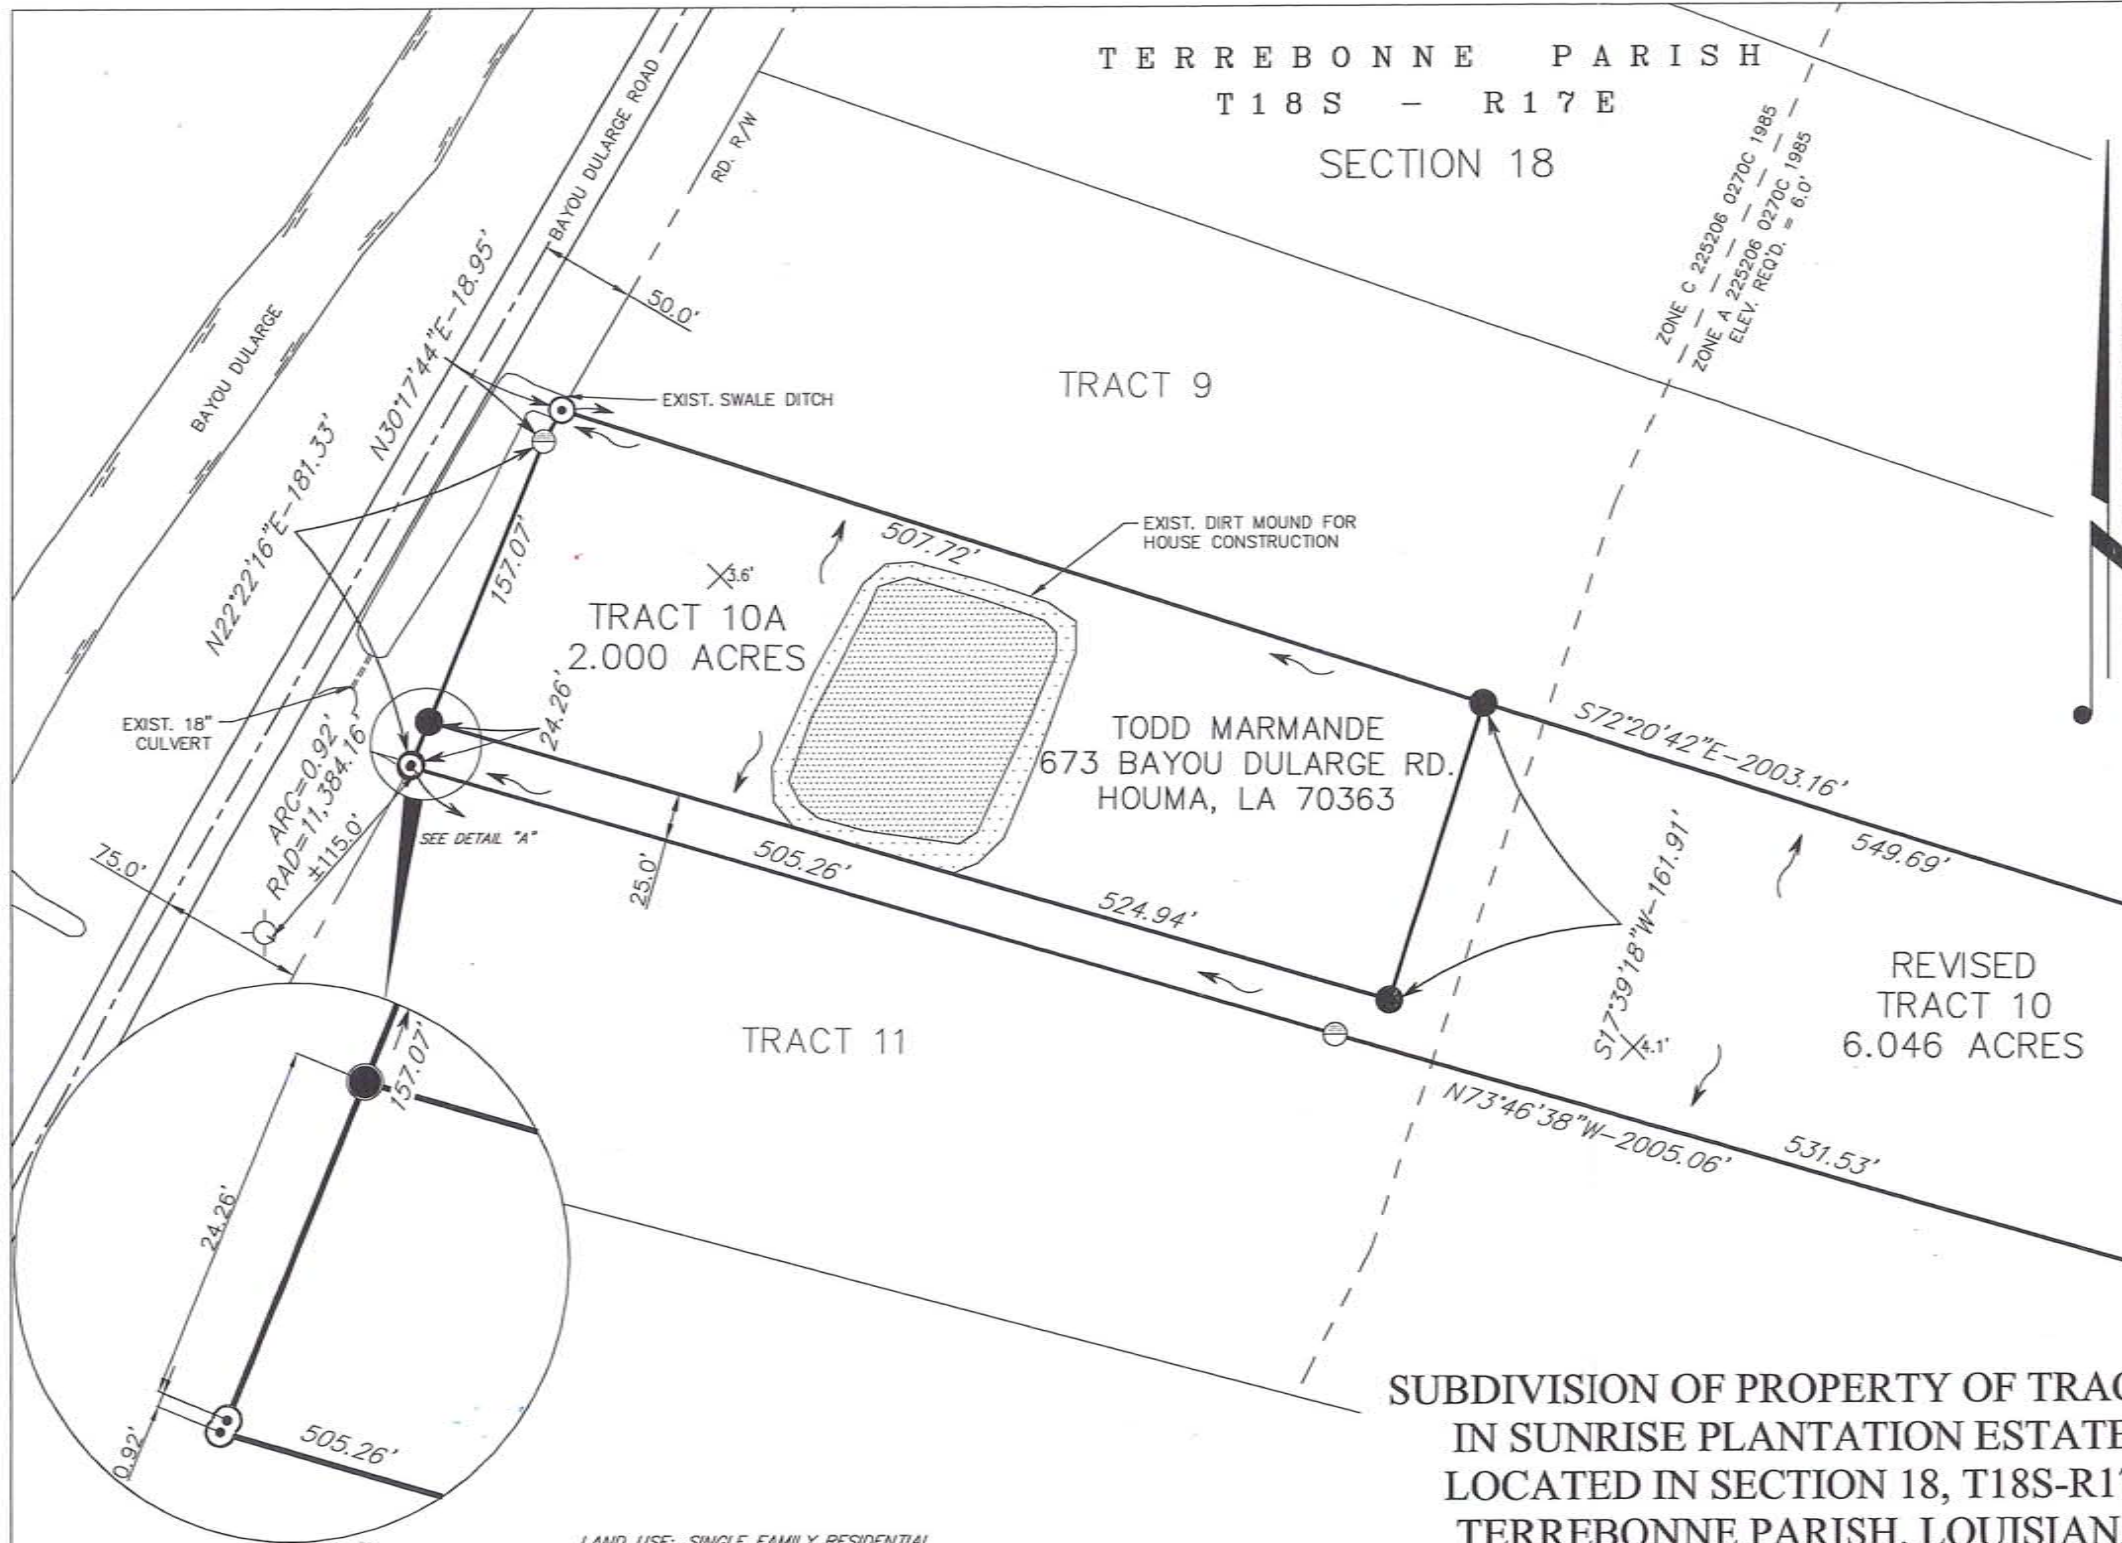 TERREBONNE PARISH
T18S - R17E
SECTION 18
BAYOU DULARGE ROAD
RD. R/W
ZONE C 225206 0270C 1985
ZONE A 225206 0270C 1985
ELEV. REQ'D. = 6.0'
BAYOU DULARGE
N30°17'44"E-18.95'
50.0'
N22°22'16"E-181.33'
EXIST. SWALE DITCH
TRACT 9
157.07'
507.72'
EXIST. DIRT MOUND FOR
HOUSE CONSTRUCTION
3.6'
TRACT 10A
2.000 ACRES
24.26'
EXIST. 18"
CULVERT
ARC=0.92'
RAD=11,384.16'
±115.0'
75.0'
SEE DETAIL "A"
TODD MARMANDE
673 BAYOU DULARGE RD.
HOUMA, LA 70363
S72°20'42"E-2003.16'
549.69'
25.0'
505.26'
524.94'
S17°39'18"W-161.91'
4.1'
REVISED
TRACT 10
6.046 ACRES
TRACT 11
N73°46'38"W-2005.06'
531.53'
157.07'
24.26'
0.92'
505.26'
SUBDIVISION OF PROPERTY OF TRAC
IN SUNRISE PLANTATION ESTATE
LOCATED IN SECTION 18, T18S-R17
TERREBONNE PARISH, LOUISIAN
LAND USE: SINGLE FAMILY RESIDENTIAL